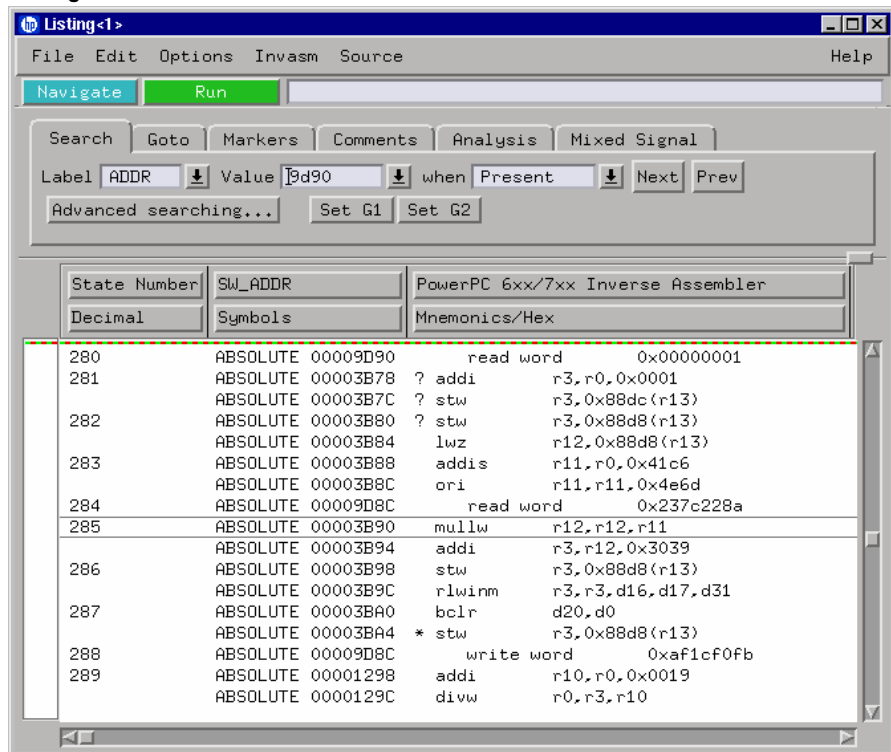 hp Listing<1>
File Edit Options Invasm Source Help
Navigate Run
Search Goto Markers Comments Analysis Mixed Signal
Label ADDR Value 9d90 when Present Next Prev
Advanced searching... Set G1 Set G2
State Number SW_ADDR PowerPC 6xx/7xx Inverse Assembler
Decimal Symbols Mnemonics/Hex
280 ABSOLUTE 00009D90 read word 0x00000001
281 ABSOLUTE 00003B78 ? addi r3,r0,0x0001
ABSOLUTE 00003B7C ? stw r3,0x88dc(r13)
282 ABSOLUTE 00003B80 ? stw r3,0x88d8(r13)
ABSOLUTE 00003B84 lwz r12,0x88d8(r13)
283 ABSOLUTE 00003B88 addis r11,r0,0x41c6
ABSOLUTE 00003B8C ori r11,r11,0x4e6d
284 ABSOLUTE 00009D8C read word 0x237c228a
285 ABSOLUTE 00003B90 mullw r12,r12,r11
ABSOLUTE 00003B94 addi r3,r12,0x3039
286 ABSOLUTE 00003B98 stw r3,0x88d8(r13)
ABSOLUTE 00003B9C rlwinm r3,r3,d16,d17,d31
287 ABSOLUTE 00003BA0 bclr d20,d0
ABSOLUTE 00003BA4 * stw r3,0x88d8(r13)
288 ABSOLUTE 00009D8C write word 0xaf1cf0fb
289 ABSOLUTE 00001298 addi r10,r0,0x0019
ABSOLUTE 0000129C divw r0,r3,r10